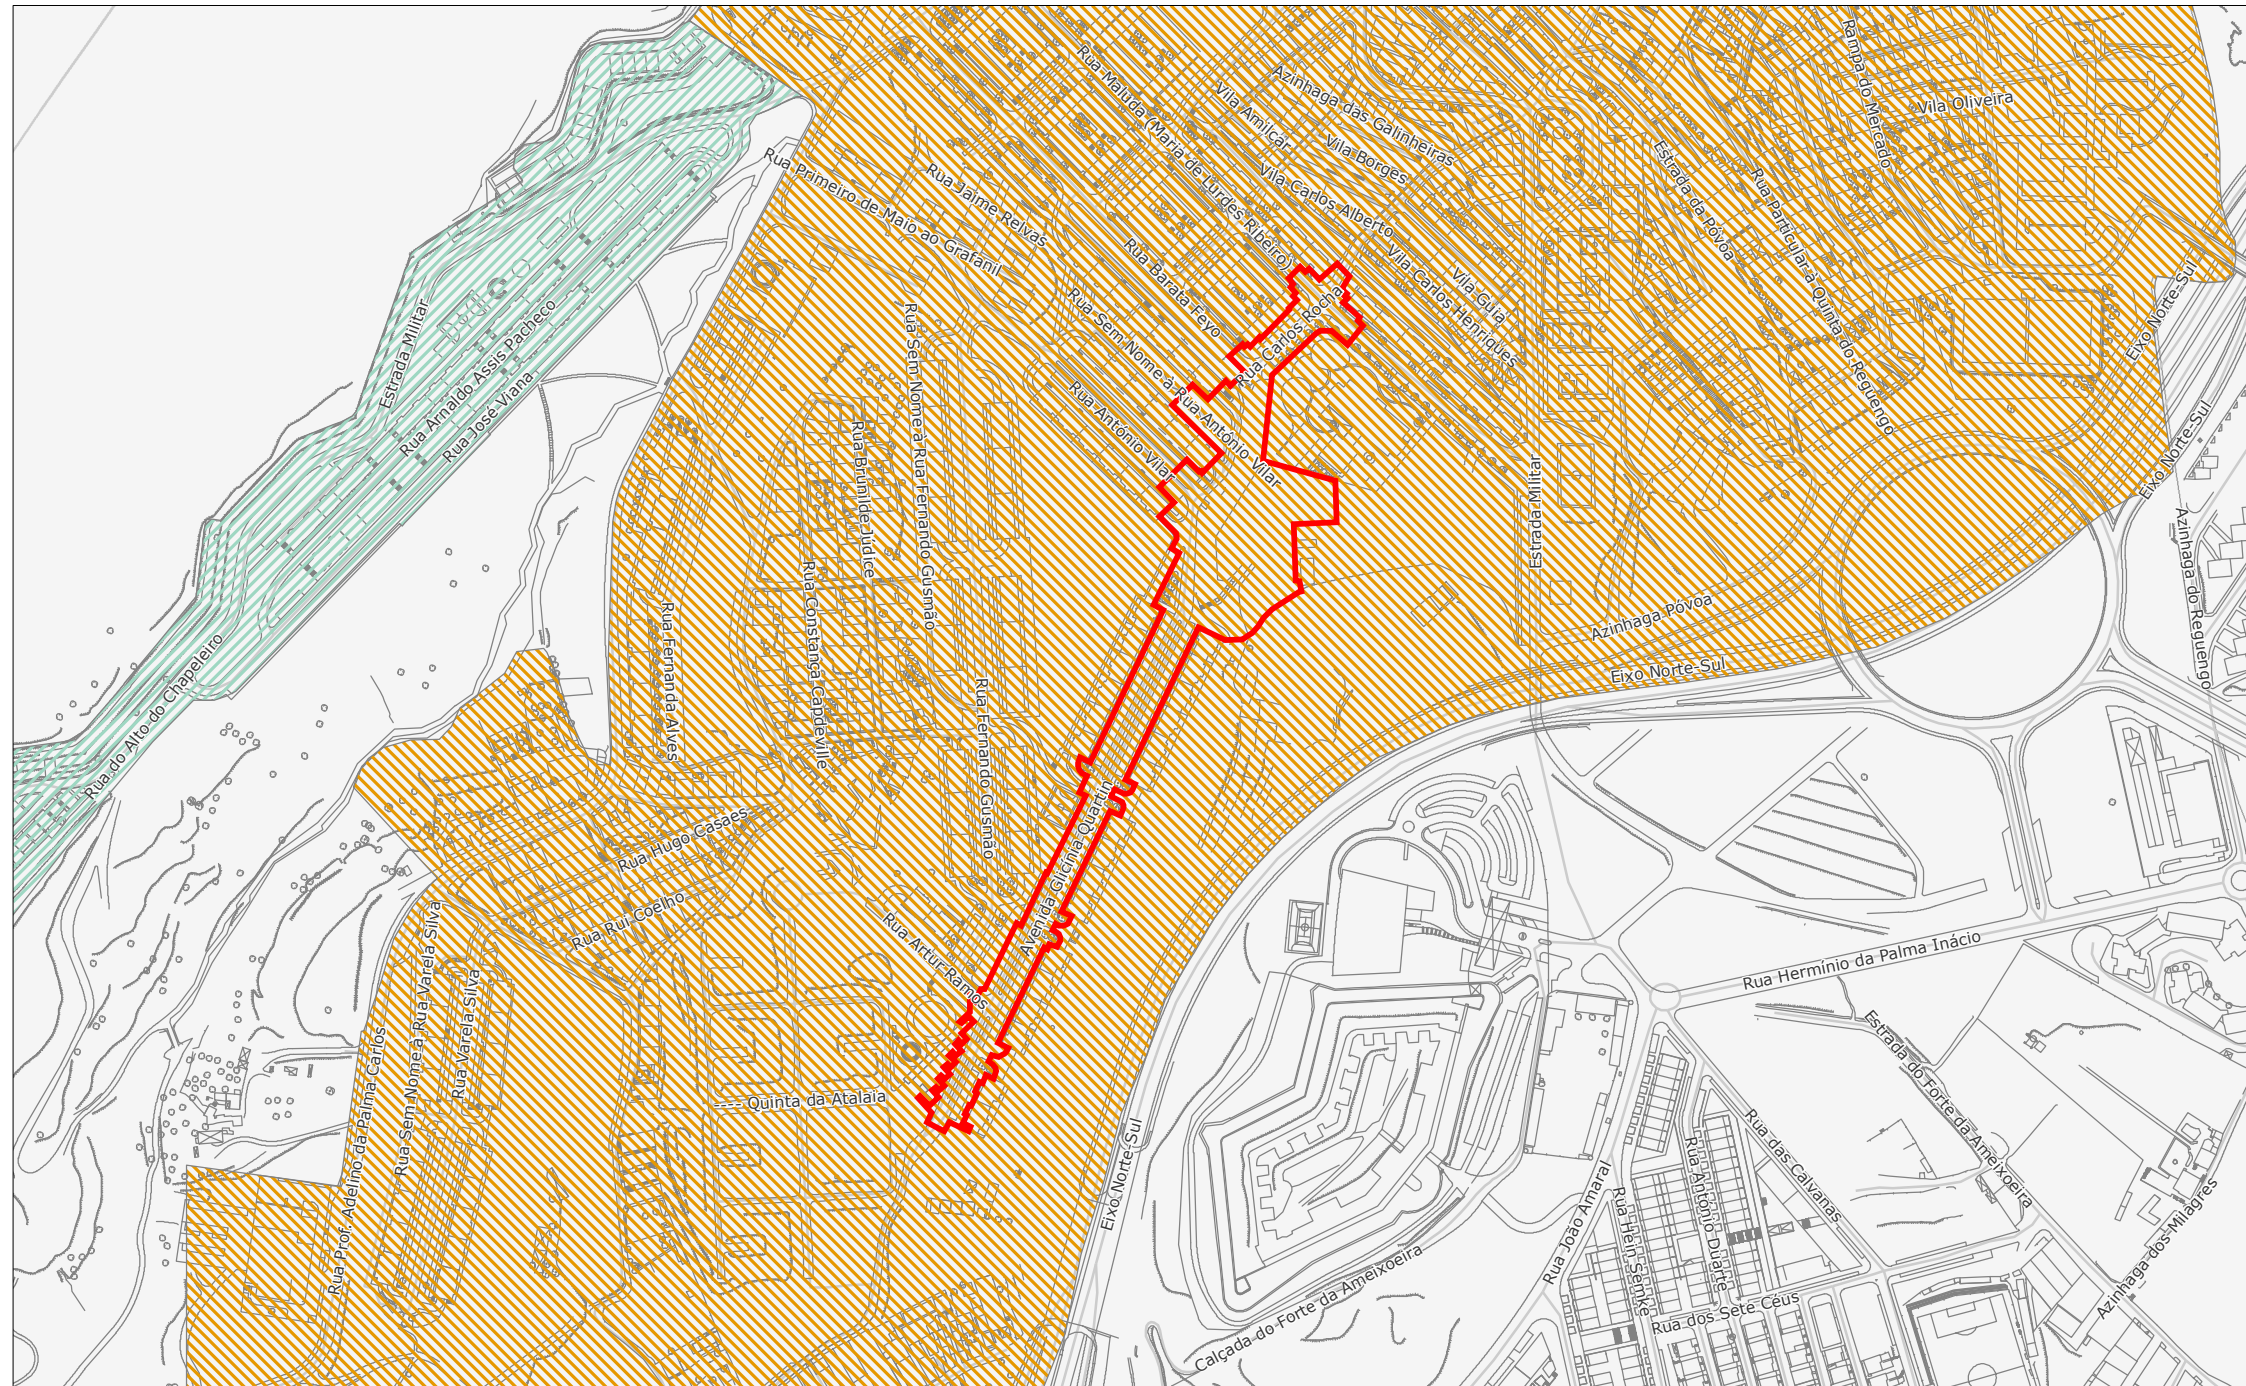 Rampa do Mercado
Rua Maluda (Maria de Lurdes Ribeiro)
Azinhaga das Galinheiras
Vila Amilcar
Vila Oliveira
Vila Borges
Rua Primeiro de Maio ao Grafanil
Rua Jaime Relvas
Vila Carlos Alberto
Estrada da Póvoa
Rua Particular à Quinta do Reguengo
Rua Barata Feyo
Vila Carlos Henriques
Vila Guia
Eixo Norte-Sul
Estrada Militar
Rua Arnaldo Assis Pacheco
Rua José Viana
Rua Sem Nome à Rua Fernando Gusmão
Rua Sem Nome à Rua António Vilar
Rua Carlos Rocha
Rua António Vilar
Rua Brunilde Júdice
Eixo Norte-Sul
Estrada Militar
Azinhaga do Reguengo
Rua Constança Capdeville
Rua Fernanda Alves
Azinhaga Póvoa
Rua do Alto do Chapeleiro
Eixo Norte-Sul
Rua Fernando Gusmão
Rua Hugo Casaes
Avenida Glicínia Quartin
Rua Rui Coelho
Rua Artur Ramos
Rua Sem Nome à Rua Varela Silva
Rua Varela Silva
Rua Hermínio da Palma Inácio
Rua Prof. Adelino da Palma Carlos
---- Quinta da Atalaia
Estrada do Forte da Ameixoeira
Eixo Norte-Sul
Rua das Calvanas
Rua António Duarte
Rua João Amaral
Rua Hein Semke
Azinhaga dos Milagres
Calçada do Forte da Ameixoeira
Rua dos Sete Céus